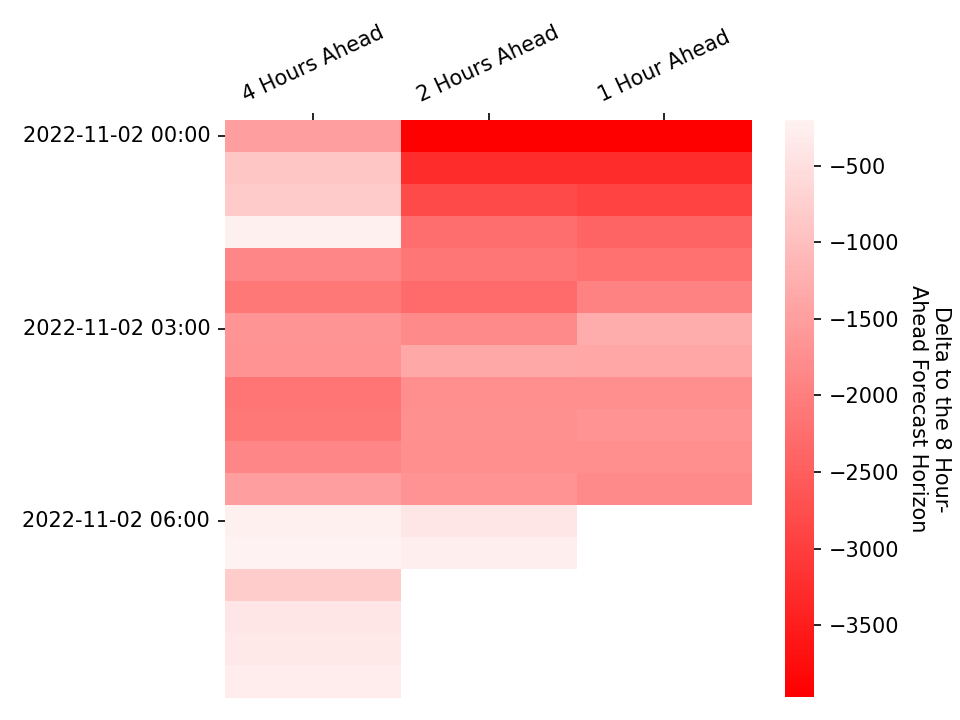 4 Hours Ahead
2 Hours Ahead
1 Hour Ahead
2022-11-02 00:00
2022-11-02 03:00
2022-11-02 06:00
−500
−1000
−1500
−2000
−2500
−3000
−3500
Delta to the 8 Hour-
Ahead Forecast Horizon